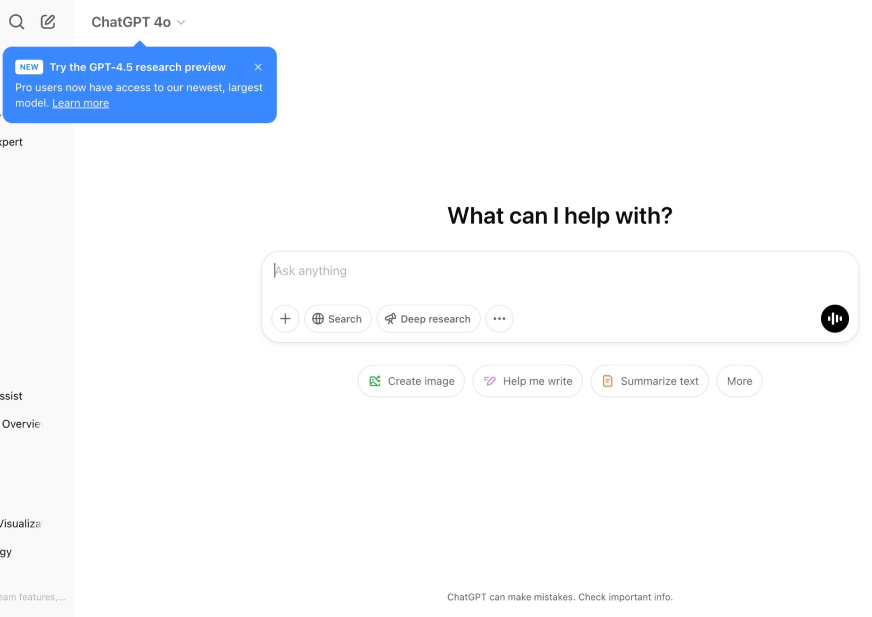 ChatGPT 4o
NEW Try the GPT-4.5 research preview
Pro users now have access to our newest, largest
model. Learn more
xpert
ssist
Overvie
Visualiza
gy
eam features,...
What can I help with?
Ask anything
Search Deep research
Create image Help me write Summarize text More
ChatGPT can make mistakes. Check important info.